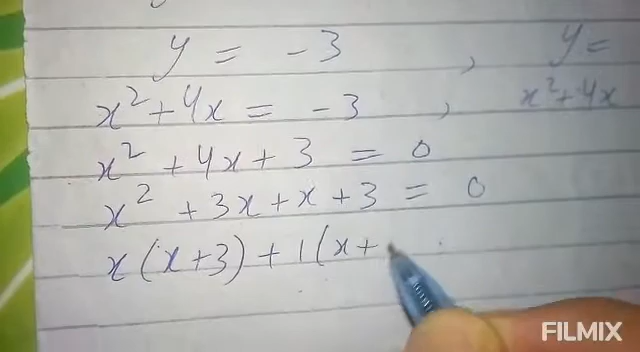 y = -3 , y =
x² + 4x = -3 , x² + 4x
x² + 4x + 3 = 0
x² + 3x + x + 3 = 0
x(x+3) + 1(x+
FILMIX